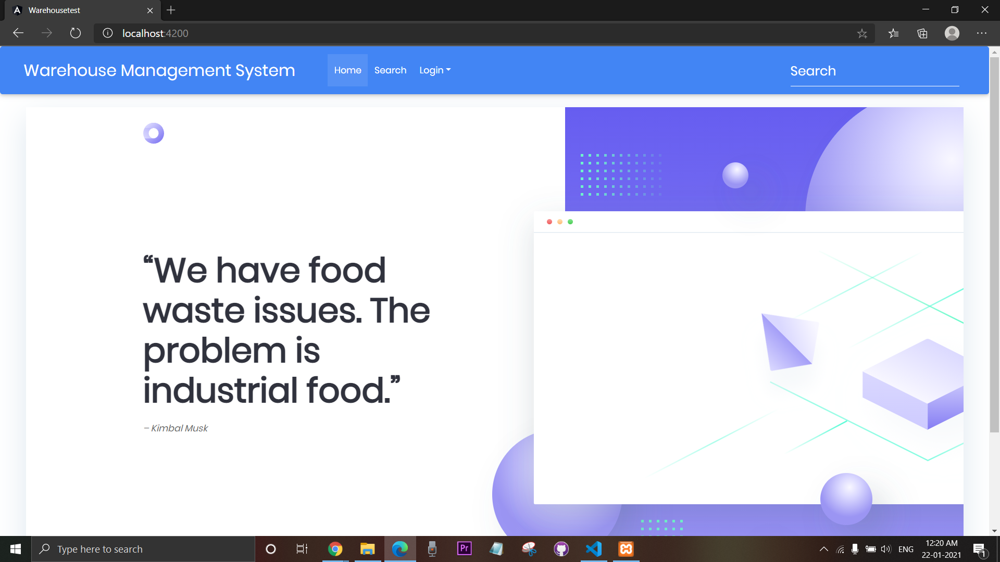 Warehousetest
localhost:4200
Warehouse Management System
Home
Search
Login
Search
“We have food
waste issues. The
problem is
industrial food.”
– Kimbal Musk
Type here to search
Pr
ENG
12:20 AM
22-01-2021
1